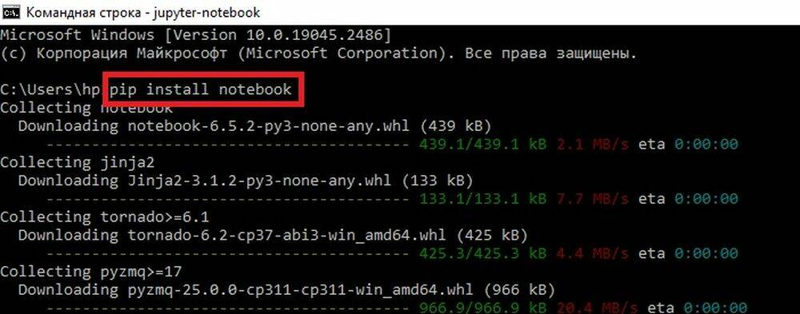 Командная строка - jupyter-notebook
Microsoft Windows [Version 10.0.19045.2486]
(c) Корпорация Майкрософт (Microsoft Corporation). Все права защищены.
C:\Users\hp pip install notebook
Collecting notebook
Downloading notebook-6.5.2-py3-none-any.whl (439 kB)
---------------------------------------- 439.1/439.1 kB 2.1 MB/s eta 0:00:00
Collecting jinja2
Downloading Jinja2-3.1.2-py3-none-any.whl (133 kB)
---------------------------------------- 133.1/133.1 kB 7.7 MB/s eta 0:00:00
Collecting tornado>=6.1
Downloading tornado-6.2-cp37-abi3-win_amd64.whl (425 kB)
---------------------------------------- 425.3/425.3 kB 4.4 MB/s eta 0:00:00
Collecting pyzmq>=17
Downloading pyzmq-25.0.0-cp311-cp311-win_amd64.whl (966 kB)
---------------------------------------- 966.9/966.9 kB 20.4 MB/s eta 0:00:00